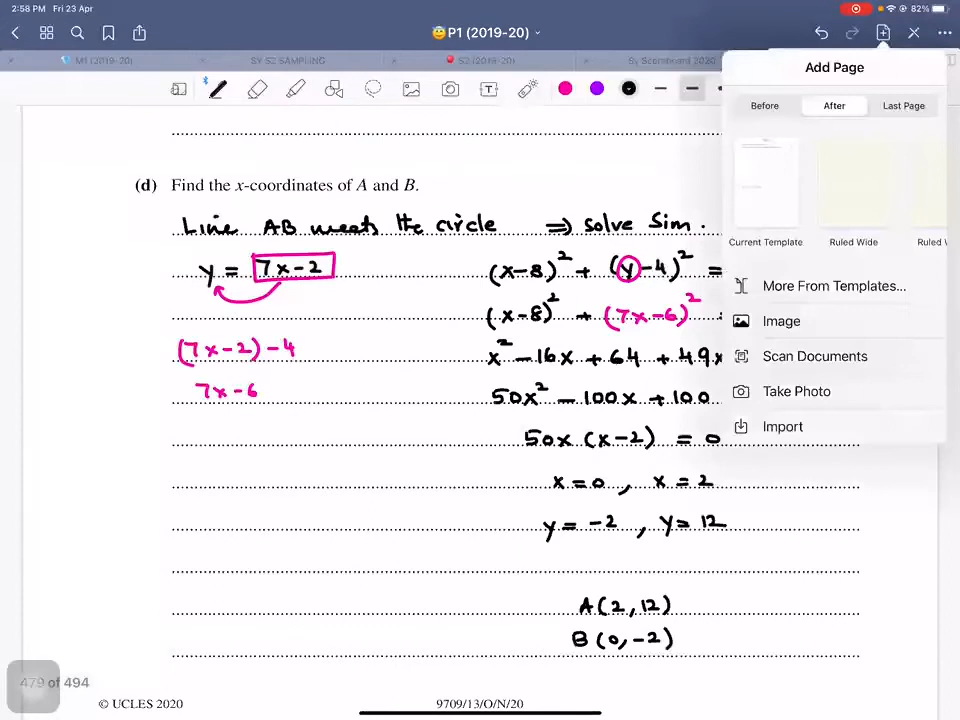 2:58 PM Fri 23 Apr
82%
P1 (2019-20)
M1 (2019-20)
SY S2 SAMPLING
S2 (2019-20)
Sy Scoreboard 2020
Add Page
Before After Last Page
Current Template Ruled Wide Ruled
More From Templates...
Image
Scan Documents
Take Photo
Import
(d) Find the x-coordinates of A and B.
Line AB meets the circle ⇒ solve Sim.
y = 7x-2 (x-8)² + (y-4)² =
(x-8)² + (7x-6)²
(7x-2)-4 x² - 16x + 64 + 49x
7x-6 50x² - 100x + 100
50x (x-2) = 0
x = 0 , x = 2
y = -2 , y = 12
A(2, 12)
B(0, -2)
479 of 494
© UCLES 2020 9709/13/O/N/20